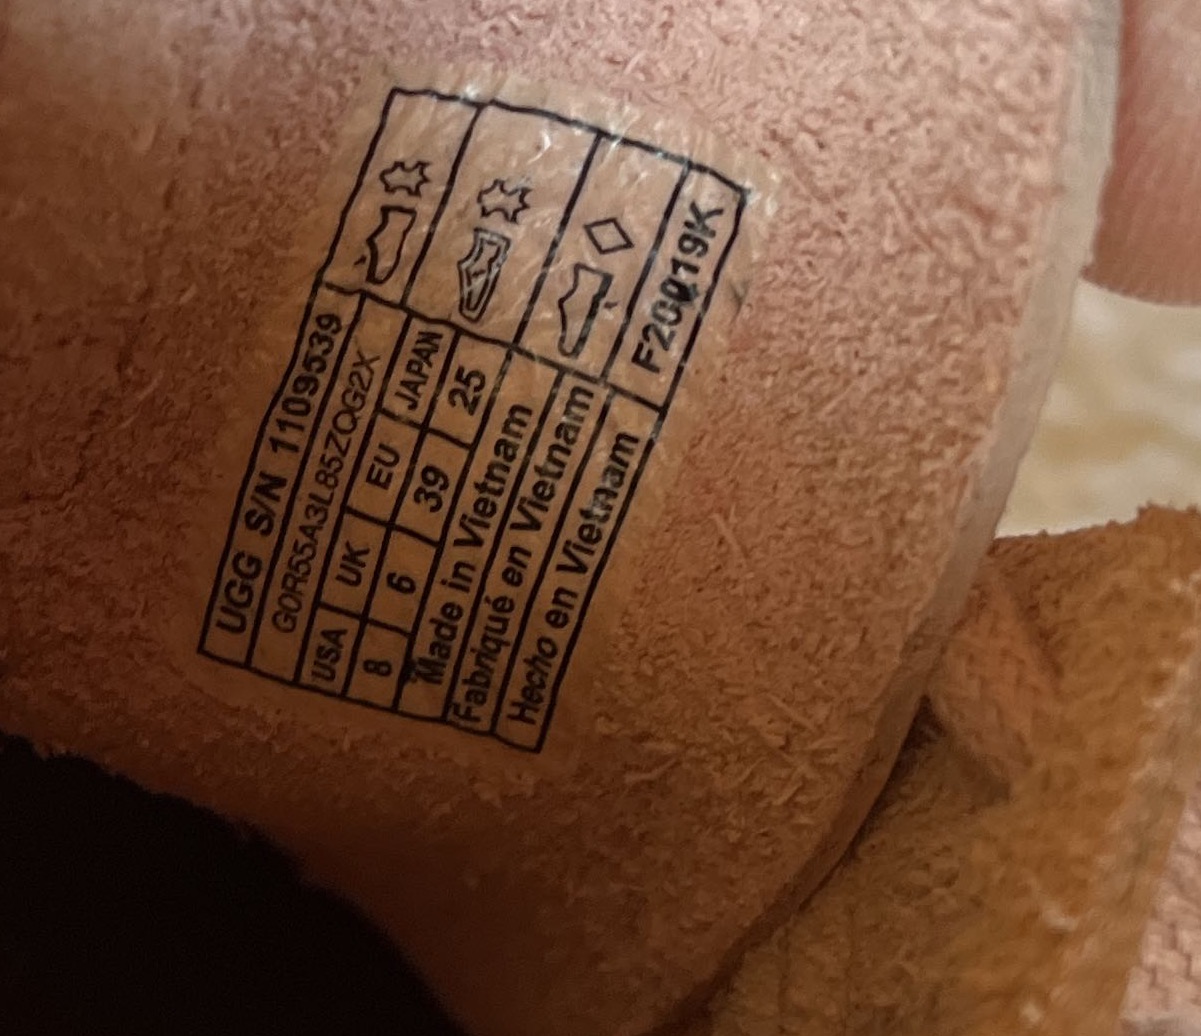 UGG S/N 1109539
G0R55A3L85ZQG2X
USA UK EU JAPAN
8 6 39 25
Made in Vietnam
Fabriqué en Vietnam
Hecho en Vietnam